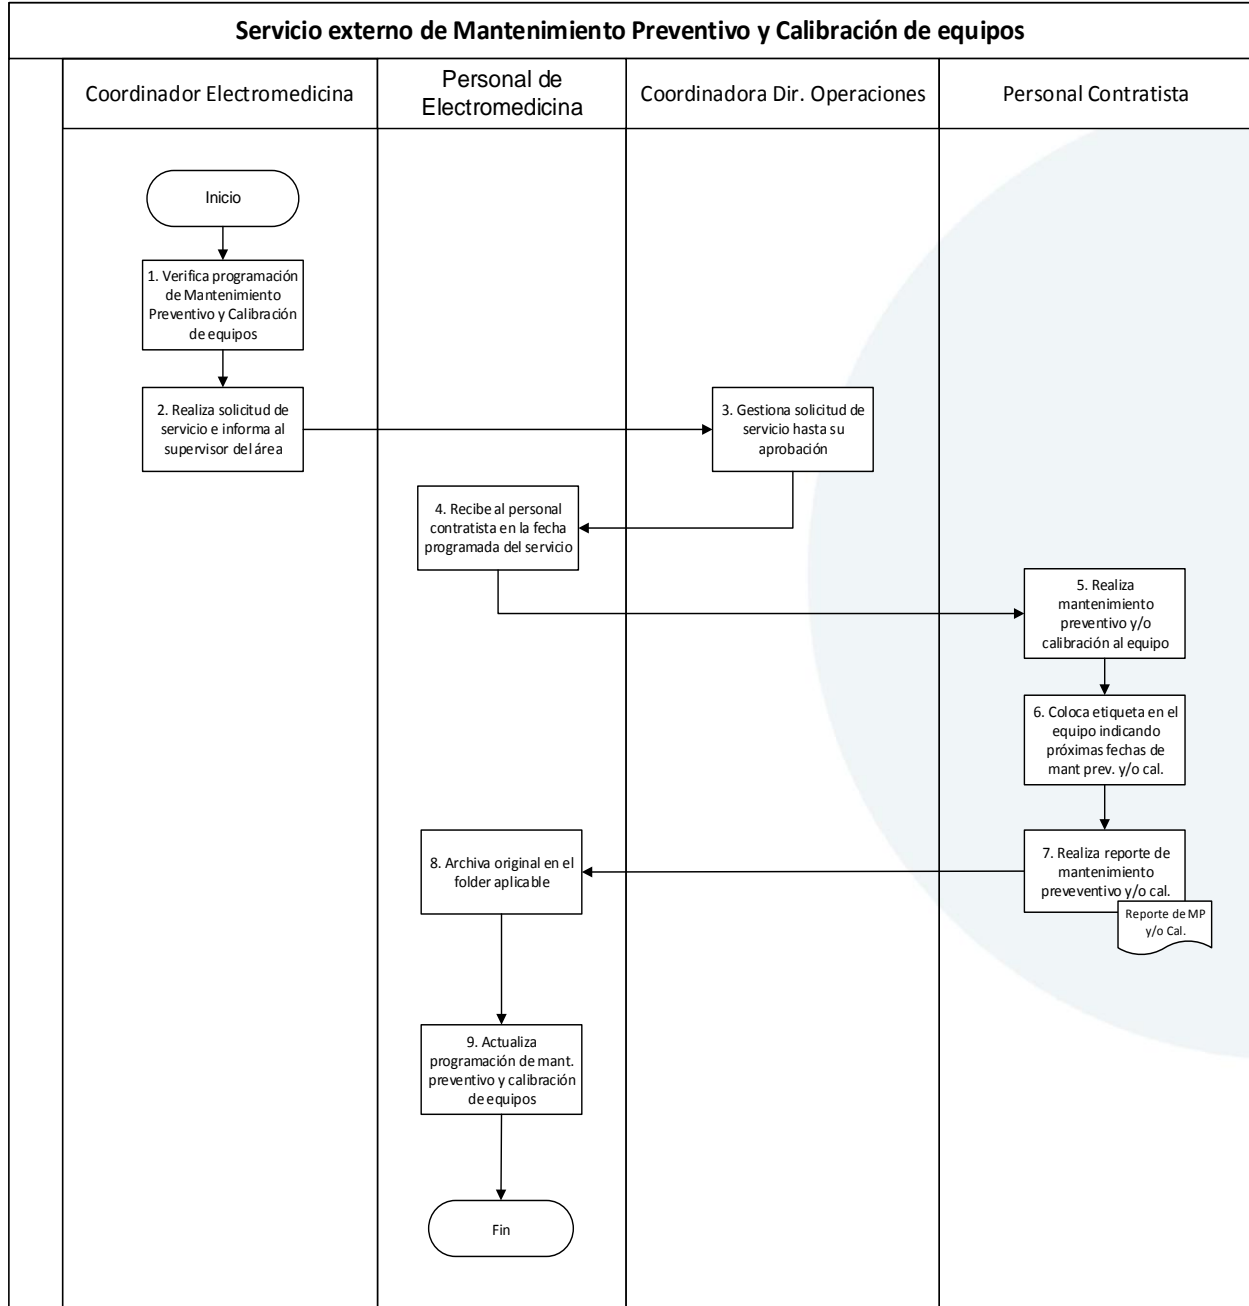 Servicio externo de Mantenimiento Preventivo y Calibración de equipos
Coordinador Electromedicina
Personal de
Electromedicina
Coordinadora Dir. Operaciones
Personal Contratista
Inicio
1. Verifica programación
de Mantenimiento
Preventivo y Calibración
de equipos
2. Realiza solicitud de
servicio e informa al
supervisor del área
3. Gestiona solicitud de
servicio hasta su
aprobación
4. Recibe al personal
contratista en la fecha
programada del servicio
5. Realiza
mantenimiento
preventivo y/o
calibración al equipo
6. Coloca etiqueta en el
equipo indicando
próximas fechas de
mant prev. y/o cal.
7. Realiza reporte de
mantenimiento
preveventivo y/o cal.
Reporte de MP
y/o Cal.
8. Archiva original en el
folder aplicable
9. Actualiza
programación de mant.
preventivo y calibración
de equipos
Fin